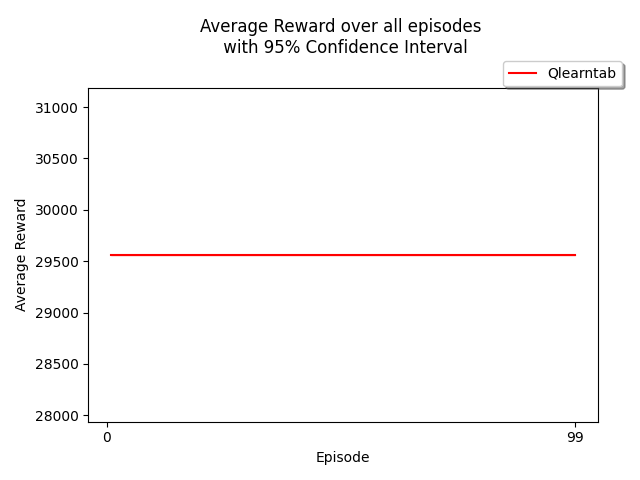 Average Reward over all episodes
with 95% Confidence Interval
Qlearntab
31000
30500
30000
29500
29000
28500
28000
Average Reward
0
99
Episode